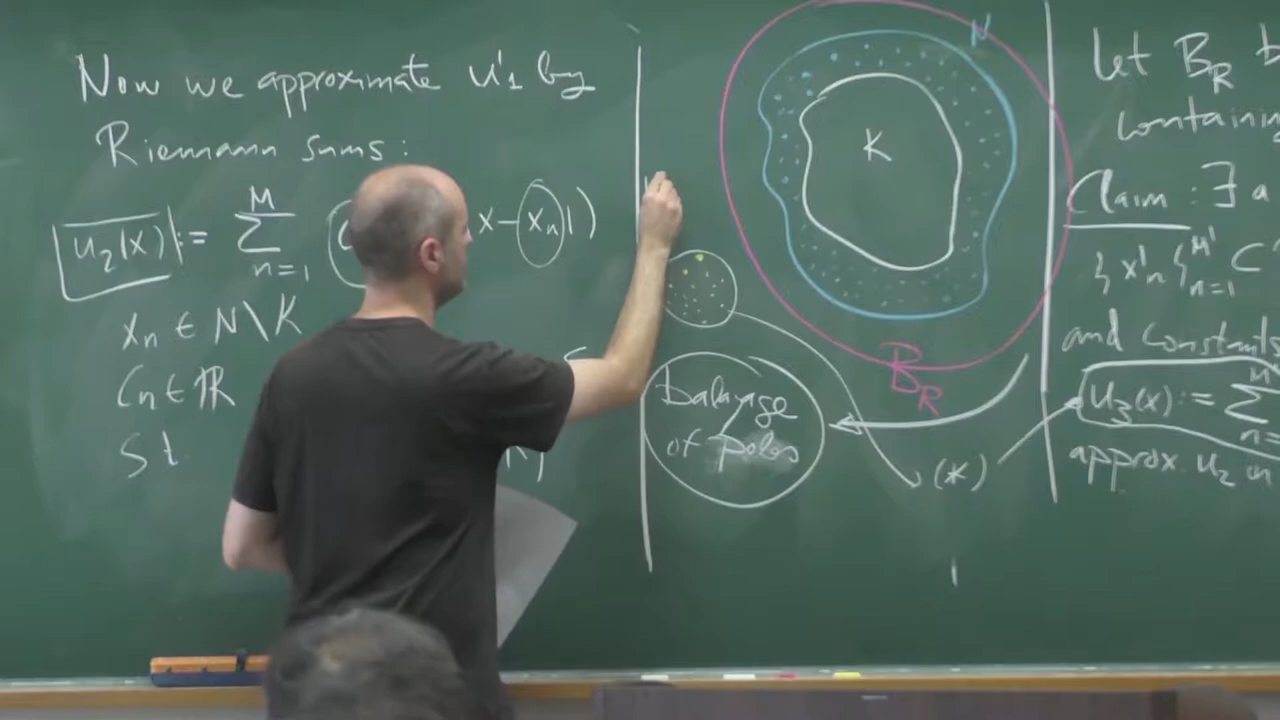 Now we approximate u'1 by
Riemann sums:
u2(x) := M Σ n=1 ( x - xn|)
xn ∈ N\K
Cn ∈ ℝ
st
N
K
BR
Balayage
of poles
(*)
Let BR
containing
Claim: ∃ a
{x'n}M' n=1 ⊂
and constants
u3(x) := M' Σ n=
approx. u2 on